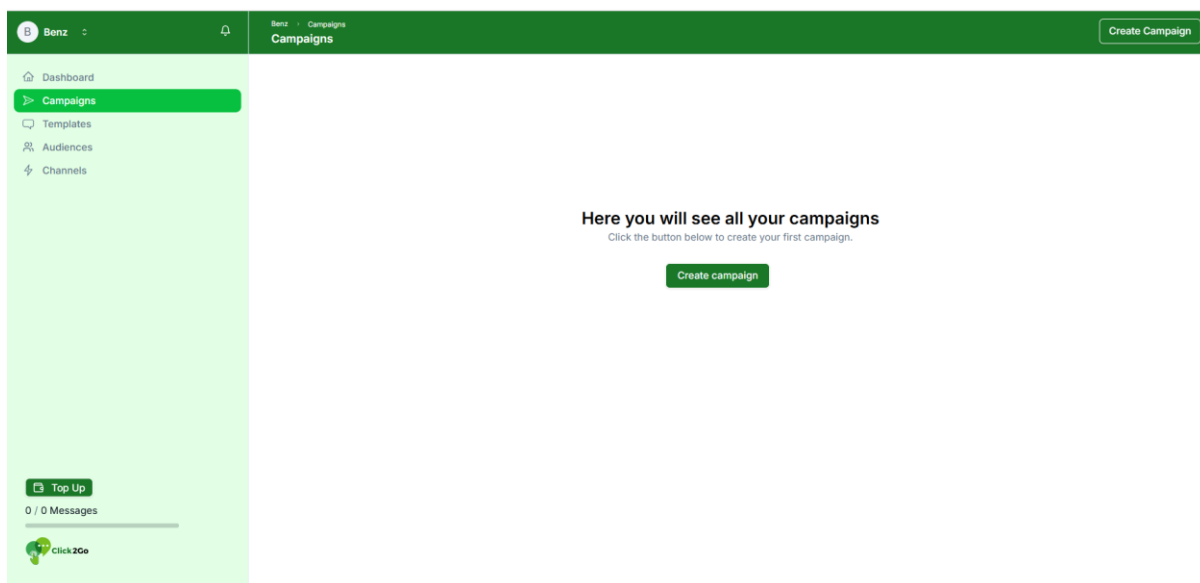 B Benz
Benz › Campaigns
Campaigns
Create Campaign
Dashboard
Campaigns
Templates
Audiences
Channels
Here you will see all your campaigns
Click the button below to create your first campaign.
Create campaign
Top Up
0 / 0 Messages
Click2Go